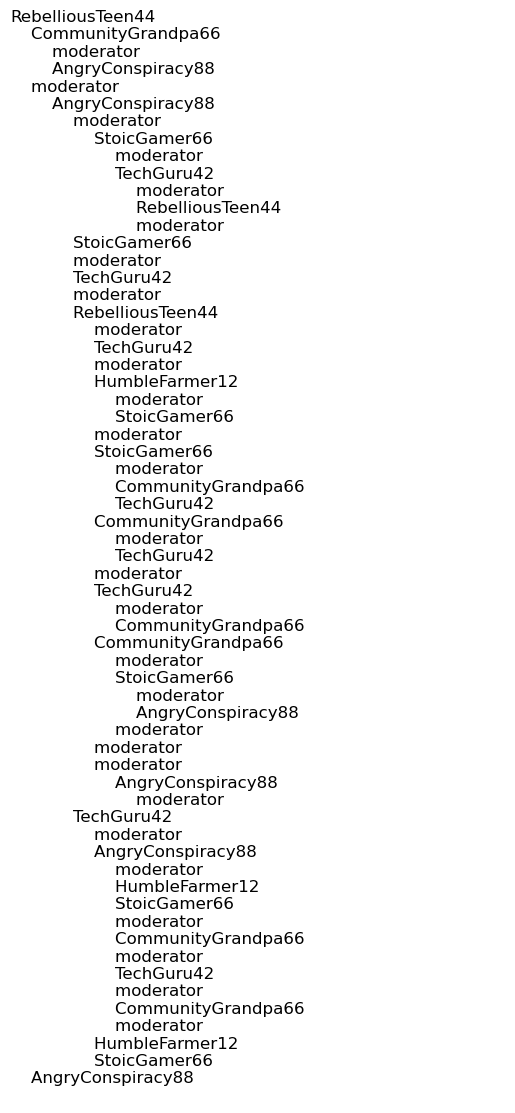 RebelliousTeen44
    CommunityGrandpa66
        moderator
        AngryConspiracy88
    moderator
        AngryConspiracy88
            moderator
                StoicGamer66
                    moderator
                    TechGuru42
                        moderator
                        RebelliousTeen44
                        moderator
            StoicGamer66
            moderator
            TechGuru42
            moderator
            RebelliousTeen44
                moderator
                TechGuru42
                moderator
                HumbleFarmer12
                    moderator
                    StoicGamer66
                moderator
                StoicGamer66
                    moderator
                    CommunityGrandpa66
                    TechGuru42
                CommunityGrandpa66
                    moderator
                    TechGuru42
                moderator
                TechGuru42
                    moderator
                    CommunityGrandpa66
                CommunityGrandpa66
                    moderator
                    StoicGamer66
                        moderator
                        AngryConspiracy88
                    moderator
                moderator
                moderator
                    AngryConspiracy88
                        moderator
            TechGuru42
                moderator
                AngryConspiracy88
                    moderator
                    HumbleFarmer12
                    StoicGamer66
                    moderator
                    CommunityGrandpa66
                    moderator
                    TechGuru42
                    moderator
                    CommunityGrandpa66
                    moderator
                HumbleFarmer12
                StoicGamer66
    AngryConspiracy88